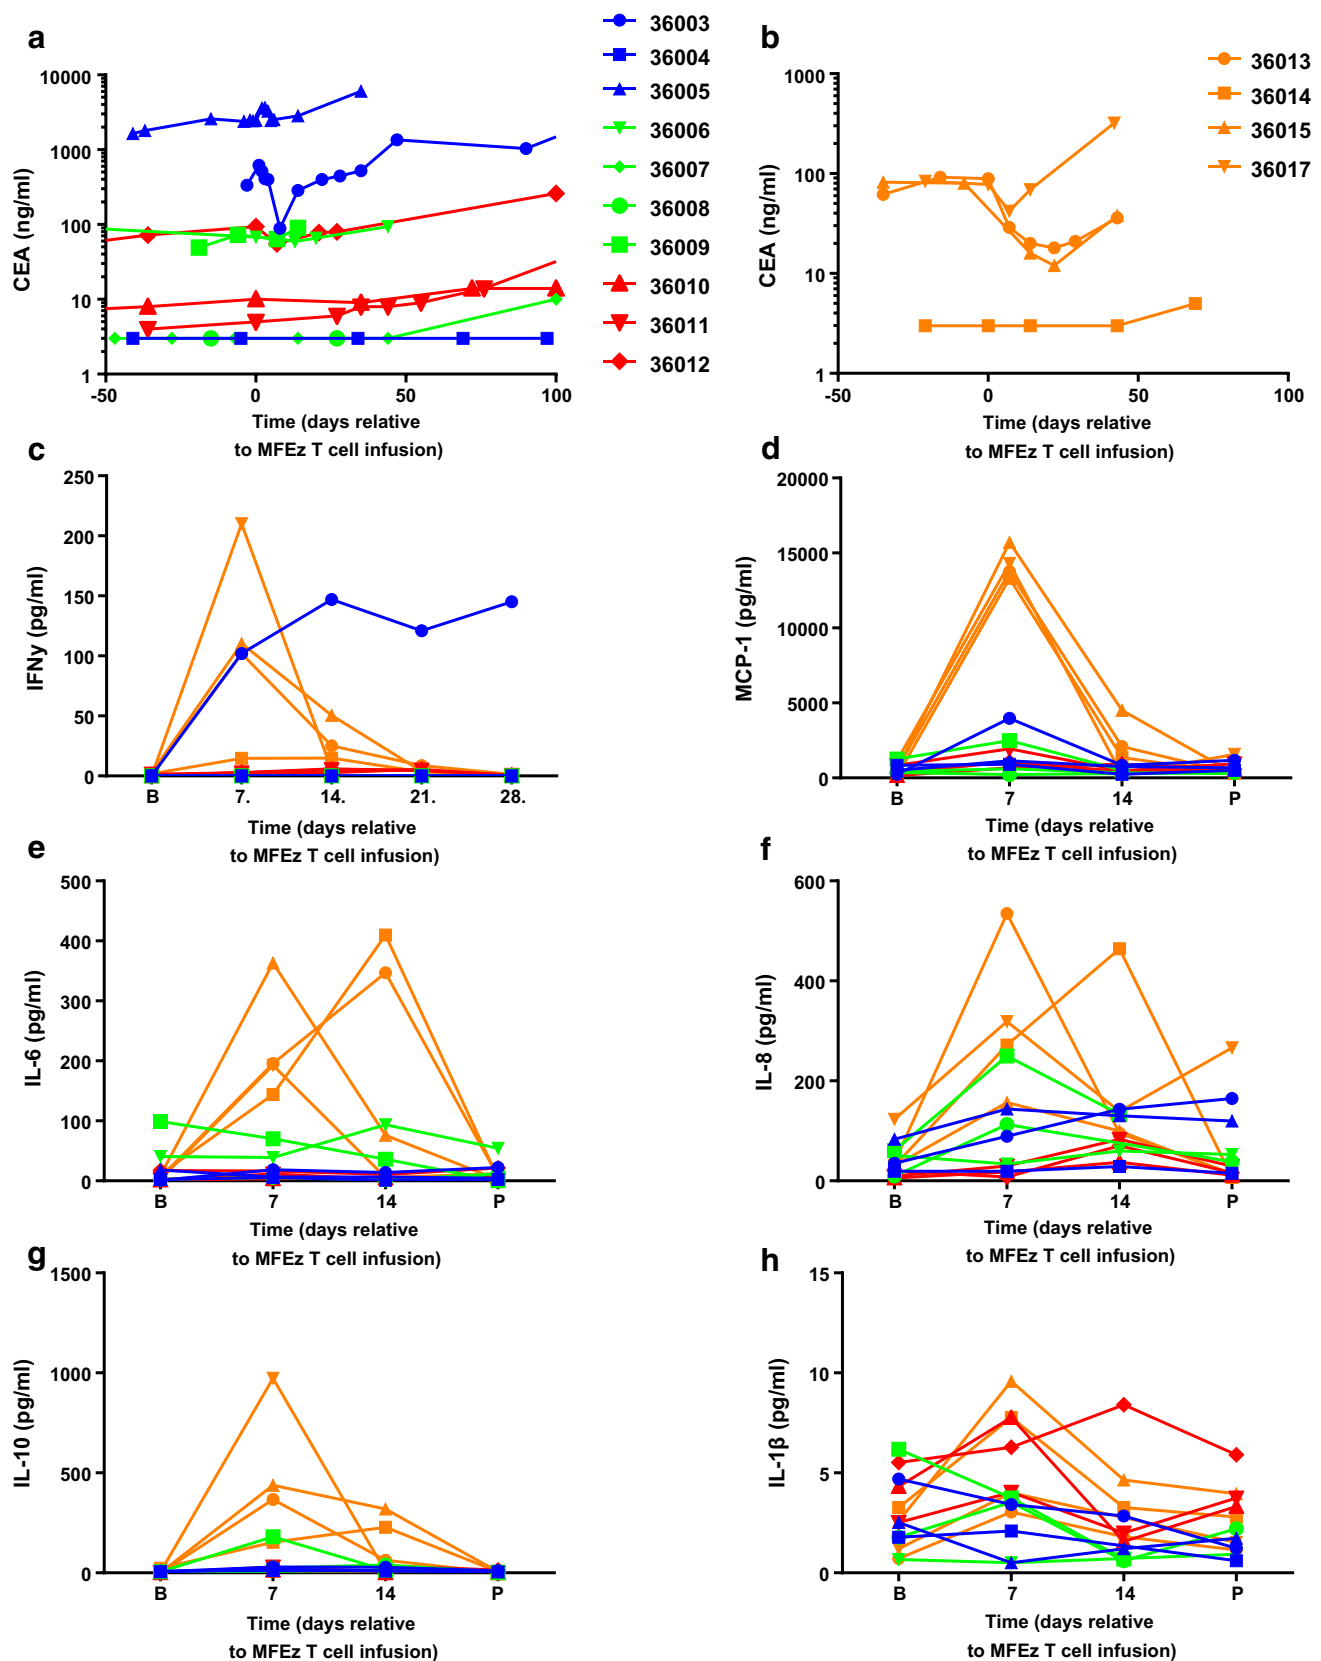 a
10000
1000
100
10
1
CEA (ng/ml)
-50
0
50
100
Time (days relative
to MFEz T cell infusion)
36003
36004
36005
36006
36007
36008
36009
36010
36011
36012
b
1000
100
10
1
CEA (ng/ml)
-50
0
50
100
Time (days relative
to MFEz T cell infusion)
36013
36014
36015
36017
c
250
200
150
100
50
0
IFNy (pg/ml)
B
7.
14.
21.
28.
Time (days relative
to MFEz T cell infusion)
d
20000
15000
10000
5000
0
MCP-1 (pg/ml)
B
7
14
P
Time (days relative
to MFEz T cell infusion)
e
500
400
300
200
100
0
IL-6 (pg/ml)
B
7
14
P
Time (days relative
to MFEz T cell infusion)
f
600
400
200
0
IL-8 (pg/ml)
B
7
14
P
Time (days relative
to MFEz T cell infusion)
g
1500
1000
500
0
IL-10 (pg/ml)
B
7
14
P
Time (days relative
to MFEz T cell infusion)
h
15
10
5
0
IL-1β (pg/ml)
B
7
14
P
Time (days relative
to MFEz T cell infusion)